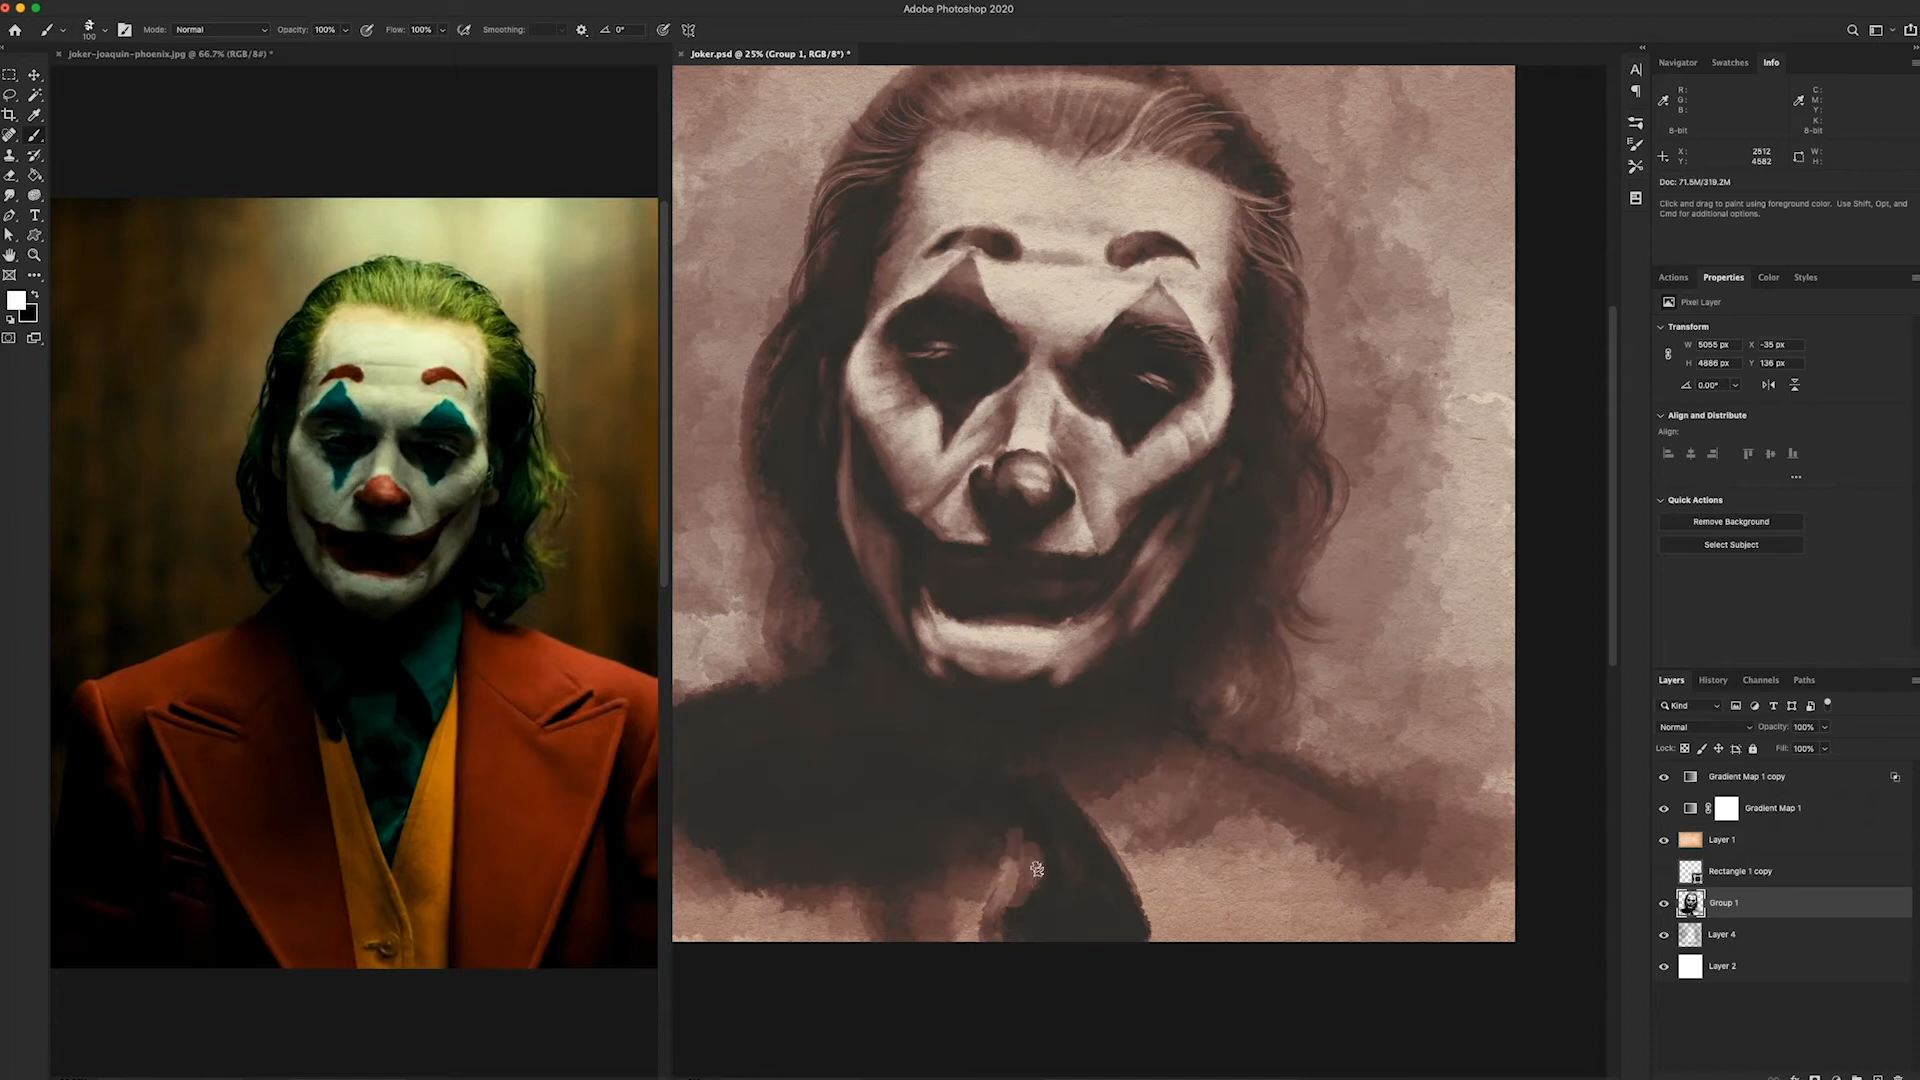 Adobe Photoshop 2020
100
Mode: Normal
Opacity: 100%
Flow: 100%
Smoothing:
0°
joker-joaquin-phoenix.jpg @ 66.7% (RGB/8#) *
Joker.psd @ 25% (Group 1, RGB/8*) *
Navigator Swatches Info
R:
G:
B:
8-bit
C:
M:
Y:
K:
8-bit
X: 2512
Y: 4582
W:
H:
Doc: 71.5M/319.2M
Click and drag to paint using foreground color. Use Shift, Opt, and
Cmd for additional options.
Actions Properties Color Styles
Pixel Layer
Transform
W 5055 px X -35 px
H 4886 px Y 136 px
0.00°
Align and Distribute
Align:
Quick Actions
Remove Background
Select Subject
Layers History Channels Paths
Kind
Normal Opacity: 100%
Lock: Fill: 100%
Gradient Map 1 copy
Gradient Map 1
Layer 1
Rectangle 1 copy
Group 1
Layer 4
Layer 2